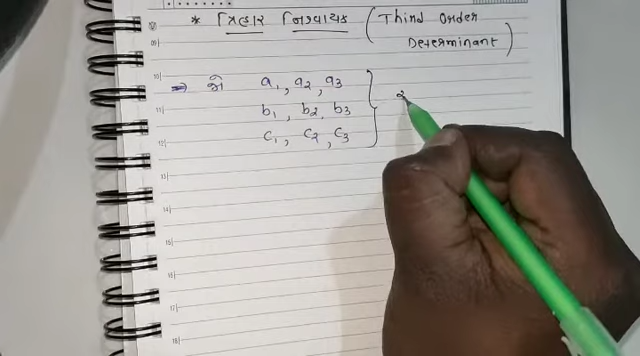 * ત્રિહાર નિશ્ચાયક (Third Order
Determinant)
⇒ જો a₁, a₂, a₃
b₁, b₂, b₃
c₁, c₂, c₃